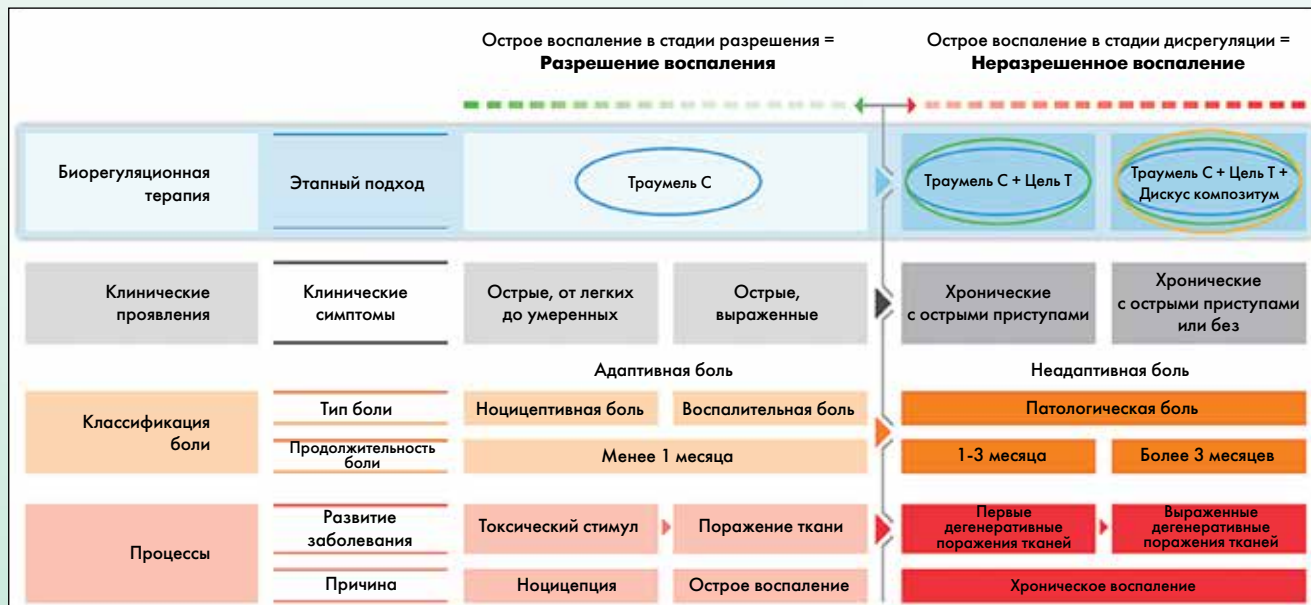 Острое воспаление в стадии разрешения =
Разрешение воспаления
Острое воспаление в стадии дисрегуляции =
Неразрешенное воспаление
Биорегуляционная
терапия
Этапный подход
Траумель С
Траумель С + Цель Т
Траумель С + Цель Т +
Дискус композитум
Клинические
проявления
Клинические
симптомы
Острые, от легких
до умеренных
Острые,
выраженные
Хронические
с острыми приступами
Хронические
с острыми приступами
или без
Адаптивная боль
Неадаптивная боль
Классификация
боли
Тип боли
Ноцицептивная боль
Воспалительная боль
Патологическая боль
Продолжительность
боли
Менее 1 месяца
1-3 месяца
Более 3 месяцев
Процессы
Развитие
заболевания
Токсический стимул
Поражение ткани
Первые
дегенеративные
поражения тканей
Выраженные
дегенеративные
поражения тканей
Причина
Ноцицепция
Острое воспаление
Хроническое воспаление